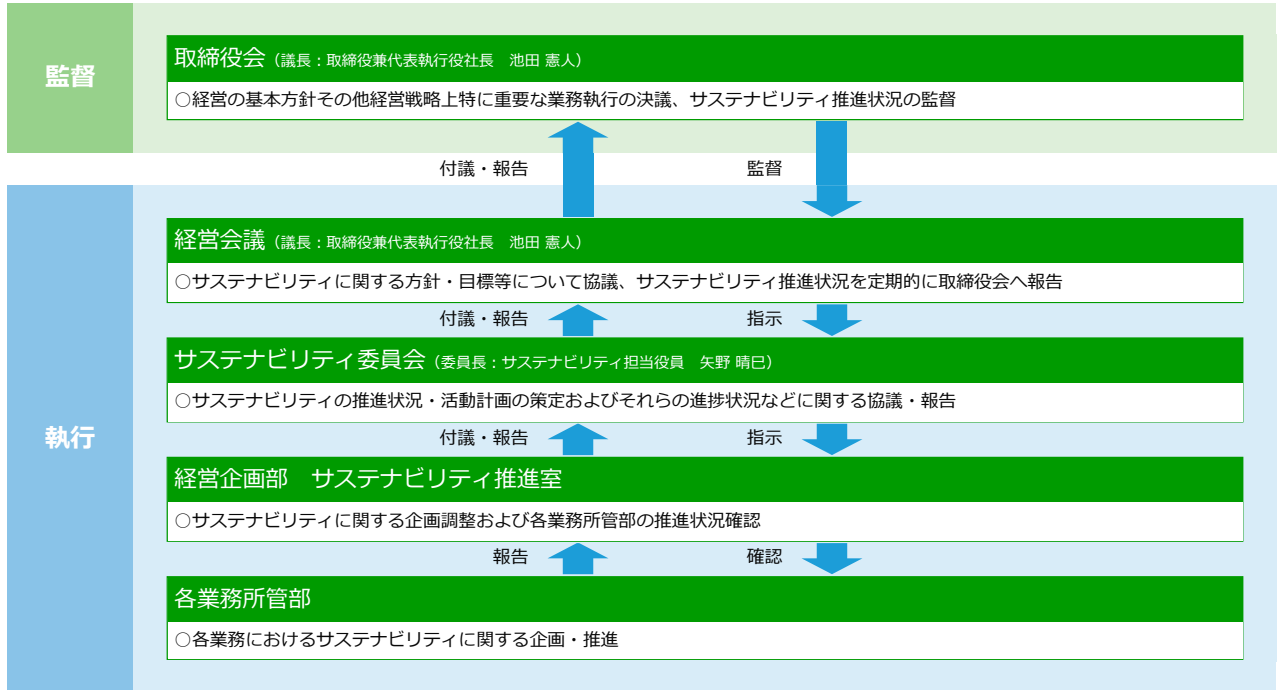 監督
取締役会（議長：取締役兼代表執行役社長　池田 憲人）
○経営の基本方針その他経営戦略上特に重要な業務執行の決議、サステナビリティ推進状況の監督
付議・報告
監督
執行
経営会議（議長：取締役兼代表執行役社長　池田 憲人）
○サステナビリティに関する方針・目標等について協議、サステナビリティ推進状況を定期的に取締役会へ報告
付議・報告
指示
サステナビリティ委員会（委員長：サステナビリティ担当役員　矢野 晴巳）
○サステナビリティの推進状況・活動計画の策定およびそれらの進捗状況などに関する協議・報告
付議・報告
指示
経営企画部　サステナビリティ推進室
○サステナビリティに関する企画調整および各業務所管部の推進状況確認
報告
確認
各業務所管部
○各業務におけるサステナビリティに関する企画・推進